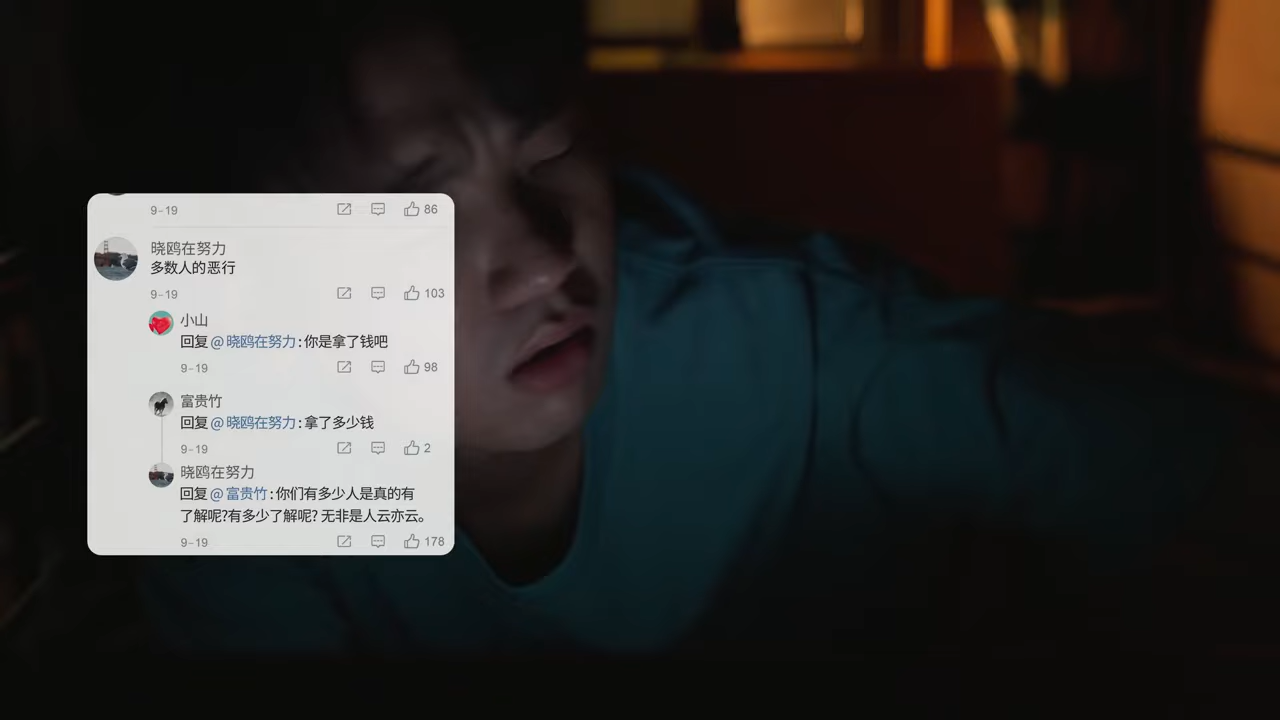 9-19
86
晓鸥在努力
多数人的恶行
9-19
103
小山
回复@晓鸥在努力:你是拿了钱吧
9-19
98
富贵竹
回复@晓鸥在努力:拿了多少钱
9-19
2
晓鸥在努力
回复@富贵竹:你们有多少人是真的有
了解呢?有多少了解呢? 无非是人云亦云。
9-19
178